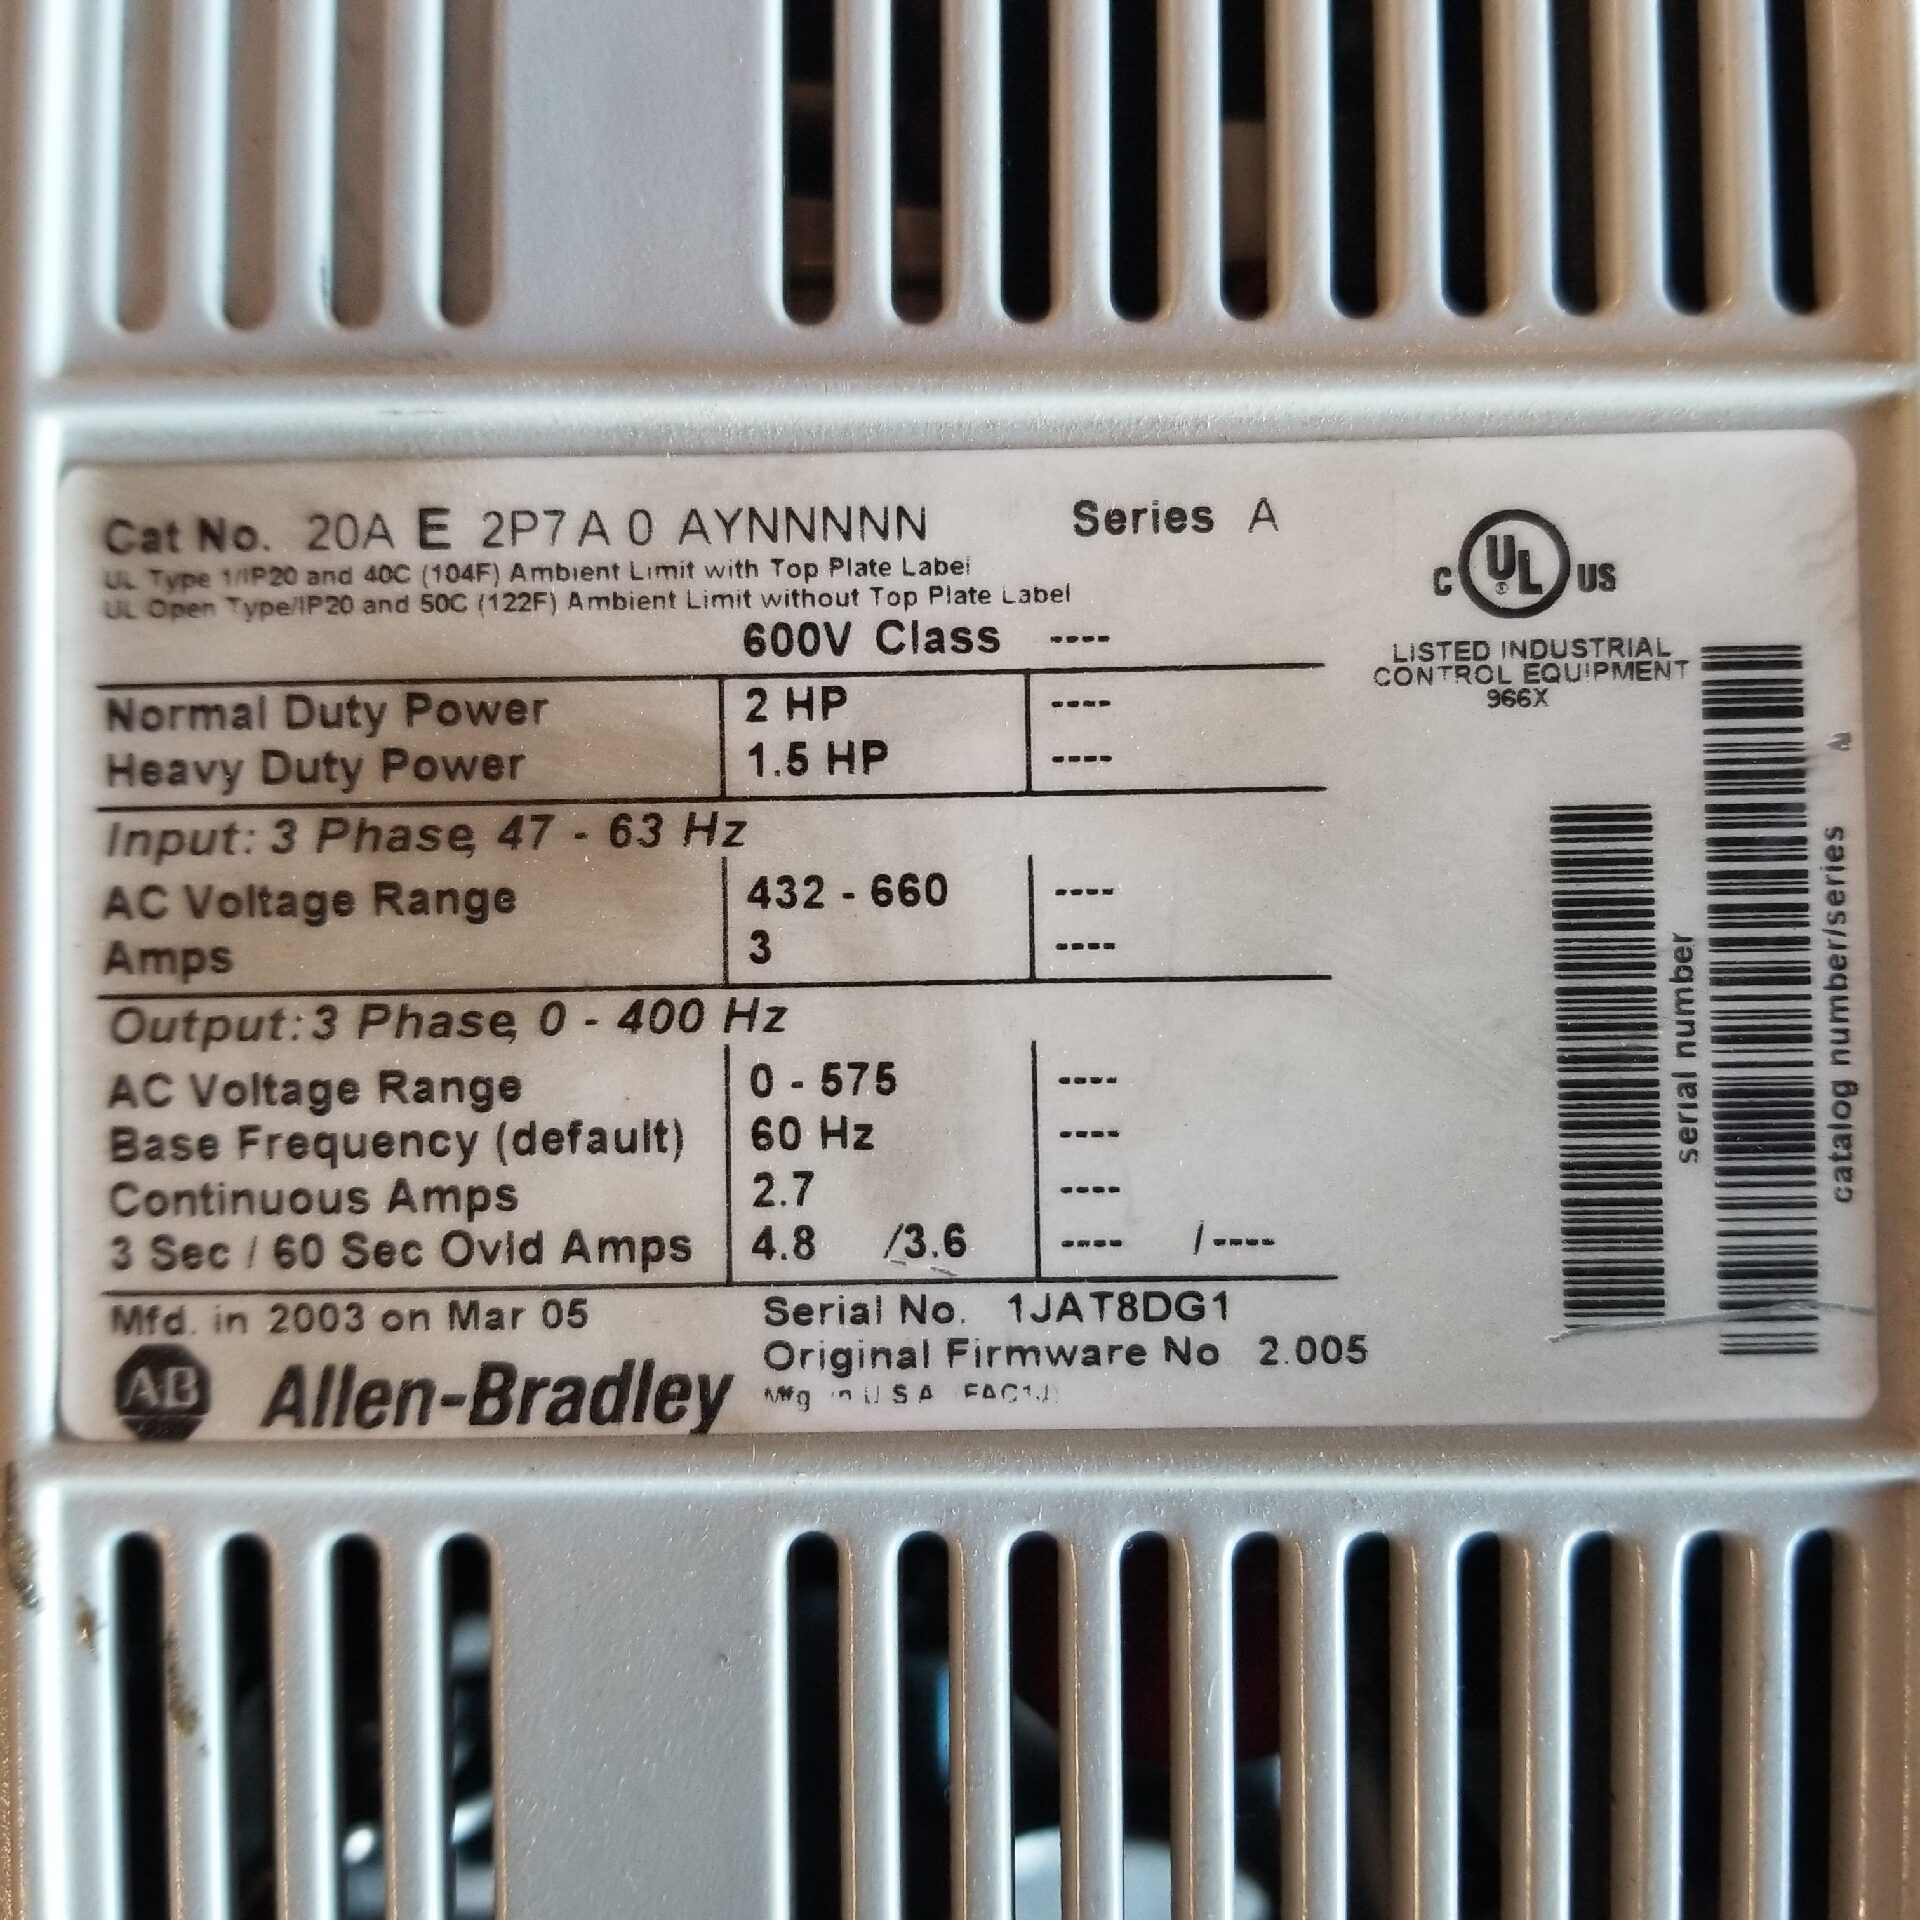 Cat No. 20A E 2P7 A 0 AYNNNNN Series A
UL Type 1/IP20 and 40C (104F) Ambient Limit with Top Plate Label
UL Open Type/IP20 and 50C (122F) Ambient Limit without Top Plate Label
600V Class ----
Normal Duty Power 2 HP ----
Heavy Duty Power 1.5 HP ----
Input: 3 Phase, 47 - 63 Hz
AC Voltage Range 432 - 660 ----
Amps 3 ----
Output: 3 Phase, 0 - 400 Hz
AC Voltage Range 0 - 575 ----
Base Frequency (default) 60 Hz ----
Continuous Amps 2.7 ----
3 Sec / 60 Sec Ovld Amps 4.8 /3.6 ---- /----
Mfd. in 2003 on Mar 05 Serial No. 1JAT8DG1
Original Firmware No 2.005
AB Allen-Bradley Mfg in U S A (FAC1J)
C UL ® US
LISTED INDUSTRIAL
CONTROL EQUIPMENT
966X
serial number
catalog number/series